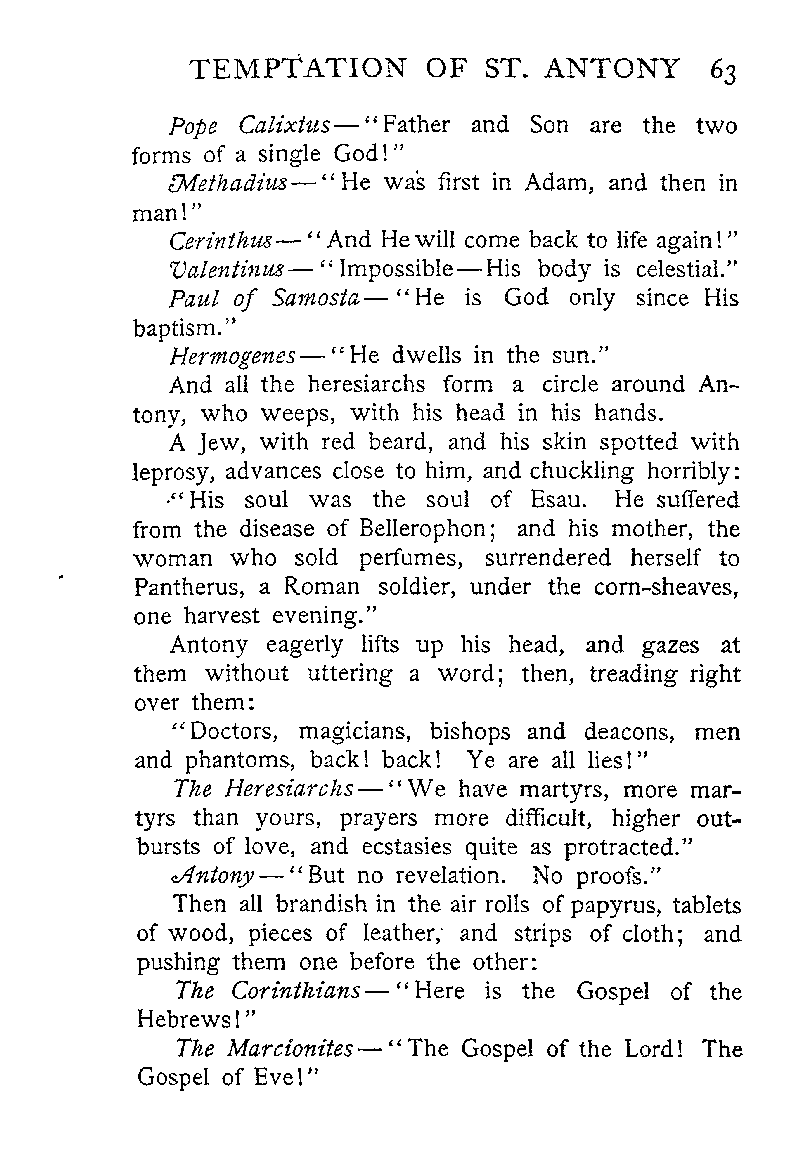 TEMPTATION OF ST. ANTONY 63
Pope Calixtus—“Father and Son are the two
forms of a single God!”
Methadius—“He was first in Adam, and then in
man!”
Cerinthus—“And He will come back to life again!”
Valentinus—“Impossible—His body is celestial.”
Paul of Samosta—“He is God only since His
baptism.”
Hermogenes—“He dwells in the sun.”
And all the heresiarchs form a circle around An-
tony, who weeps, with his head in his hands.
A Jew, with red beard, and his skin spotted with
leprosy, advances close to him, and chuckling horribly:
“His soul was the soul of Esau. He suffered
from the disease of Bellerophon; and his mother, the
woman who sold perfumes, surrendered herself to
Pantherus, a Roman soldier, under the corn-sheaves,
one harvest evening.”
Antony eagerly lifts up his head, and gazes at
them without uttering a word; then, treading right
over them:
“Doctors, magicians, bishops and deacons, men
and phantoms, back! back! Ye are all lies!”
The Heresiarchs—“We have martyrs, more mar-
tyrs than yours, prayers more difficult, higher out-
bursts of love, and ecstasies quite as protracted.”
Antony—“But no revelation. No proofs.”
Then all brandish in the air rolls of papyrus, tablets
of wood, pieces of leather, and strips of cloth; and
pushing them one before the other:
The Corinthians—“Here is the Gospel of the
Hebrews!”
The Marcionites—“The Gospel of the Lord! The
Gospel of Eve!”